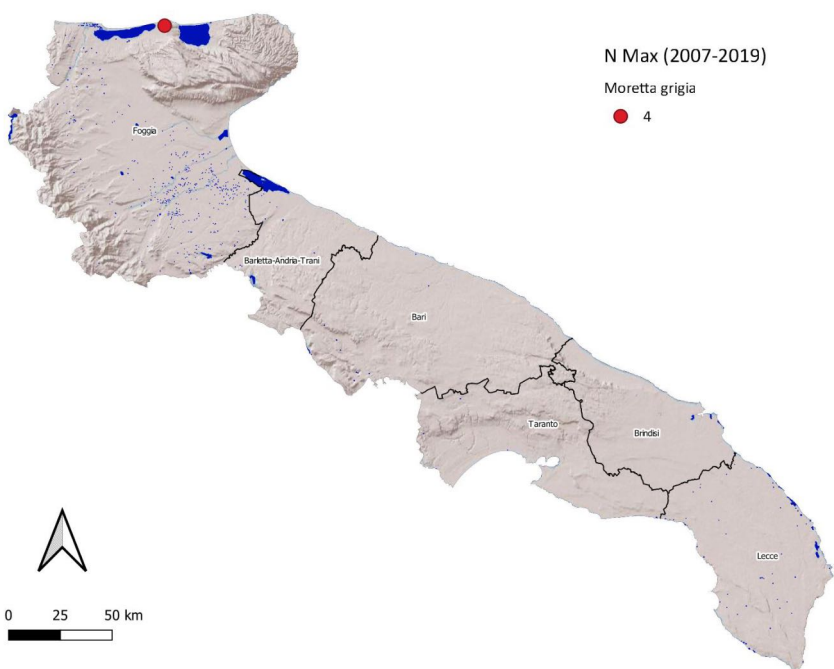 N Max (2007-2019)
Moretta grigia
4
Foggia
Barletta-Andria-Trani
Bari
Taranto
Brindisi
Lecce
0 25 50 km